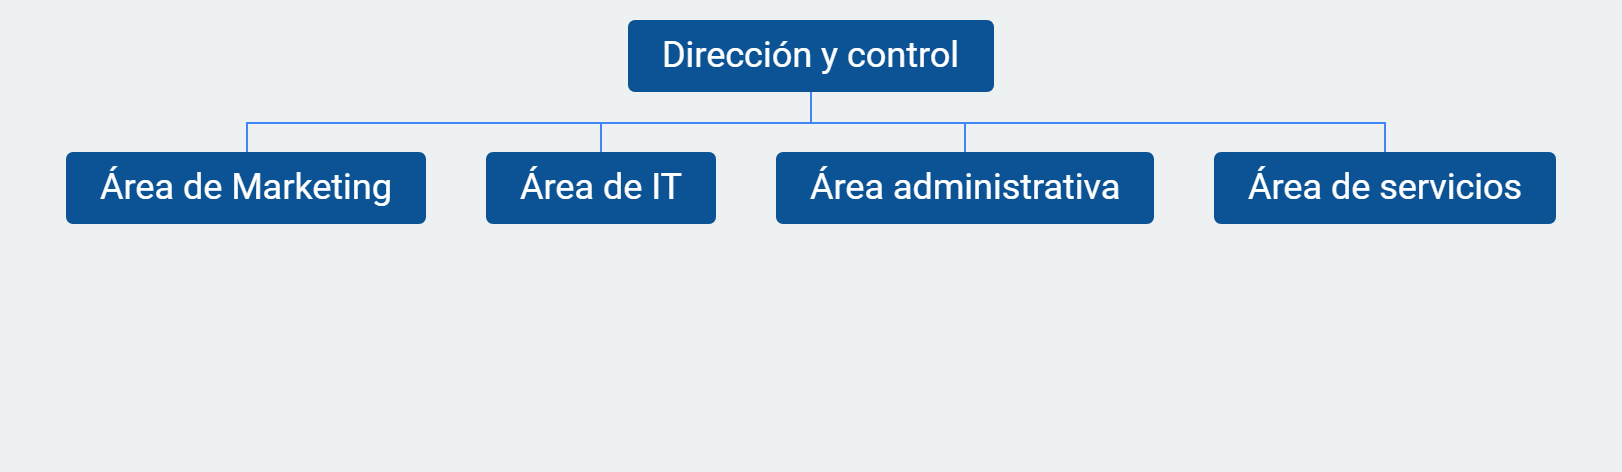 Dirección y control
Área de Marketing
Área de IT
Área administrativa
Área de servicios